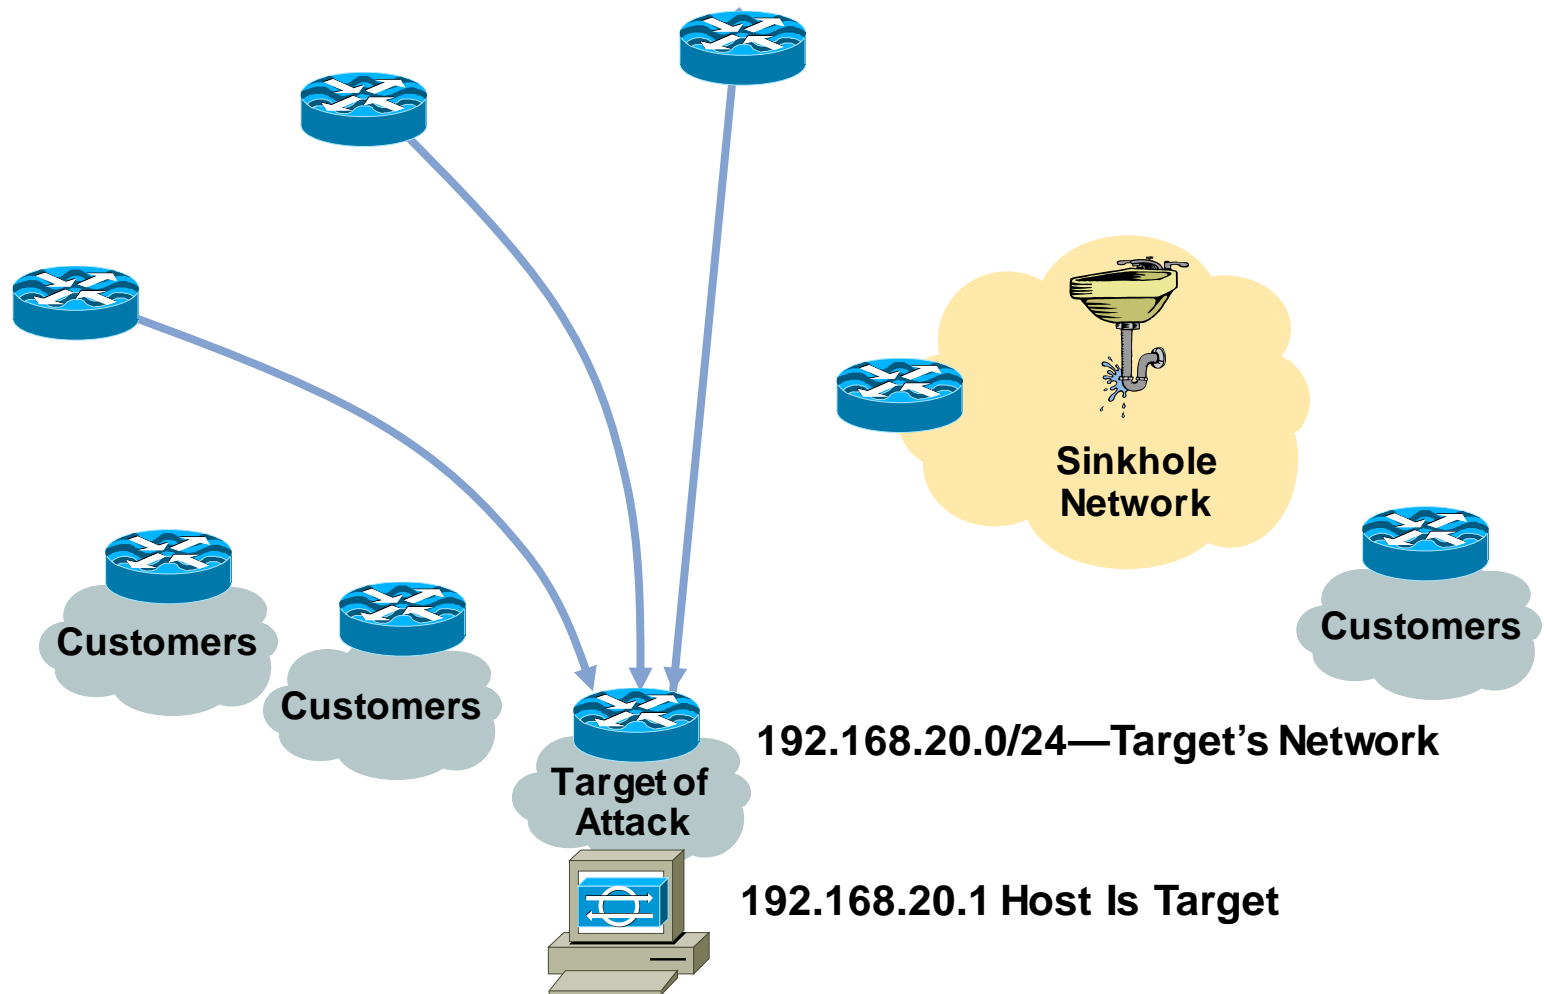 Sinkhole
Network
Customers
Customers
Customers
192.168.20.0/24—Target’s Network
Target of
Attack
192.168.20.1 Host Is Target